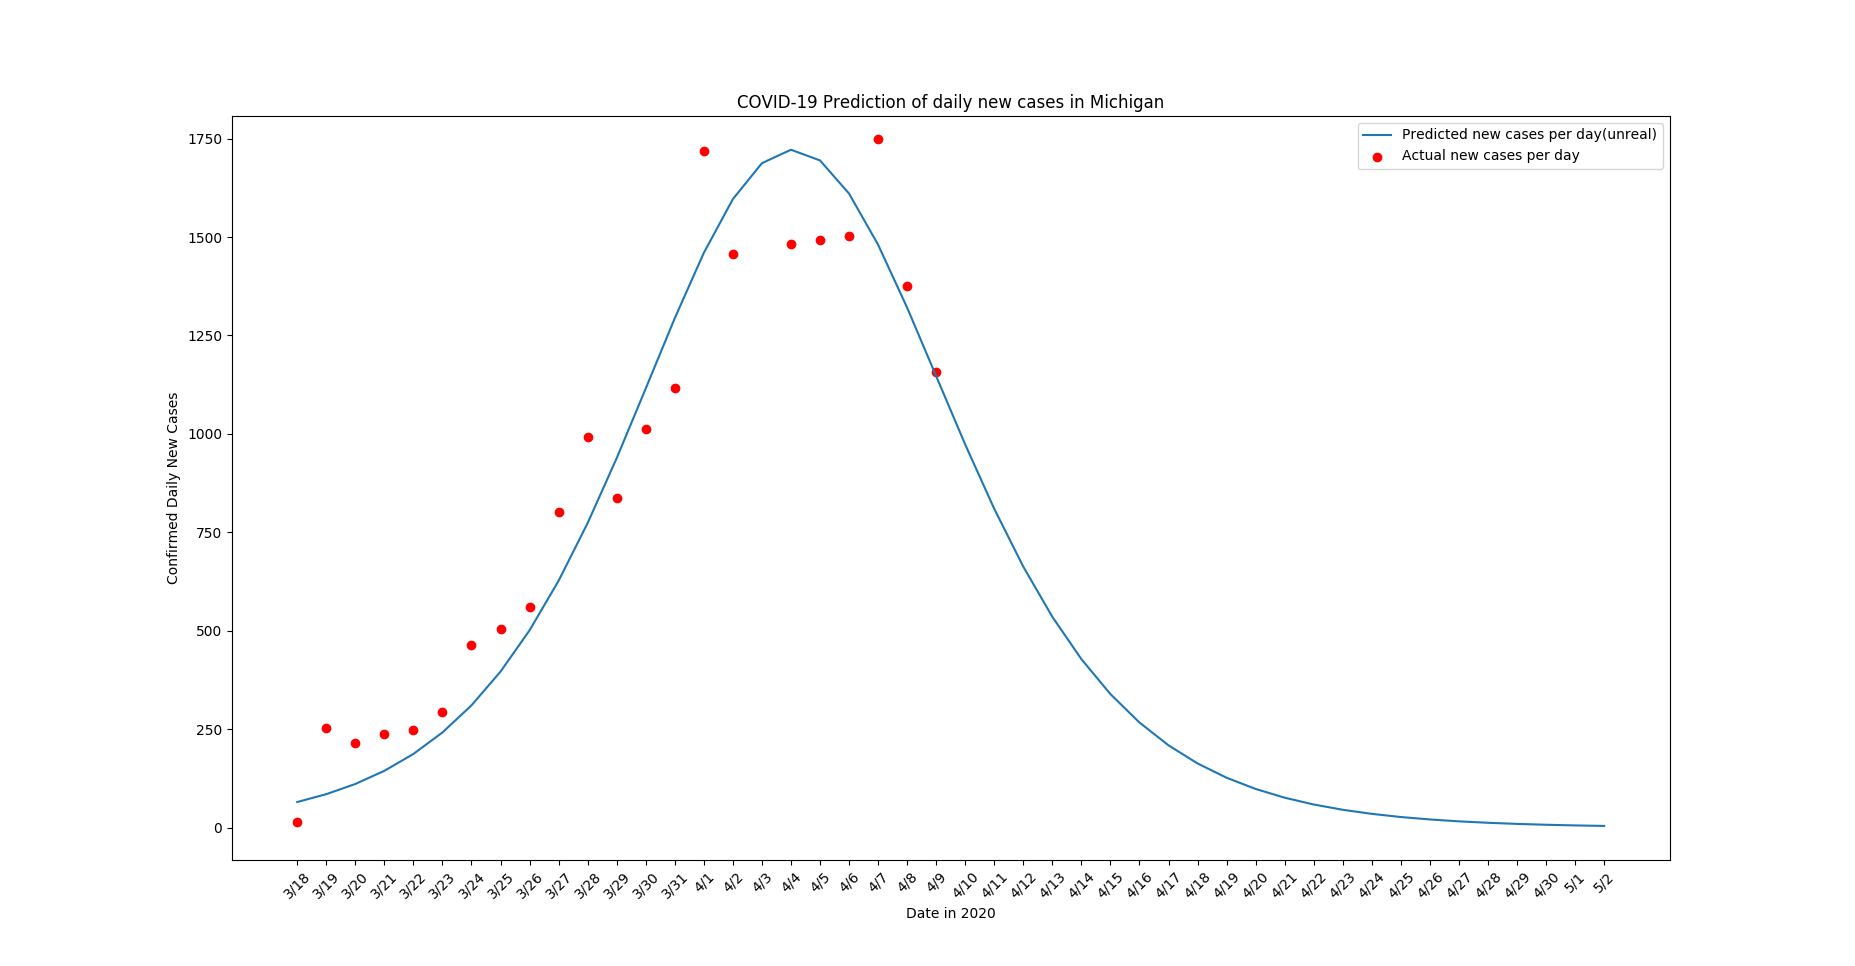 COVID-19 Prediction of daily new cases in Michigan
Predicted new cases per day(unreal)
Actual new cases per day
Confirmed Daily New Cases
1750
1500
1250
1000
750
500
250
0
3/18 3/19 3/20 3/21 3/22 3/23 3/24 3/25 3/26 3/27 3/28 3/29 3/30 3/31 4/1 4/2 4/3 4/4 4/5 4/6 4/7 4/8 4/9 4/10 4/11 4/12 4/13 4/14 4/15 4/16 4/17 4/18 4/19 4/20 4/21 4/22 4/23 4/24 4/25 4/26 4/27 4/28 4/29 4/30 5/1 5/2
Date in 2020